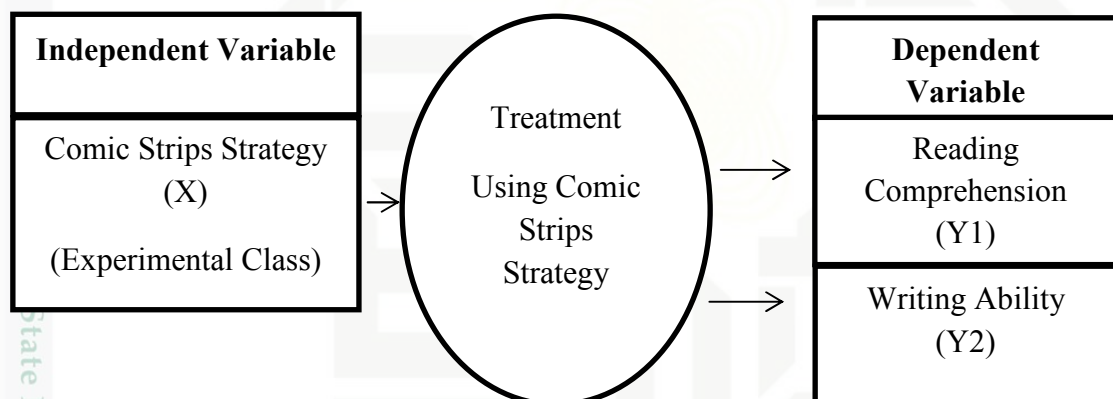 Independent Variable
Comic Strips Strategy
(X)
(Experimental Class)
Treatment
Using Comic
Strips
Strategy
Dependent
Variable
Reading
Comprehension
(Y1)
Writing Ability
(Y2)
State